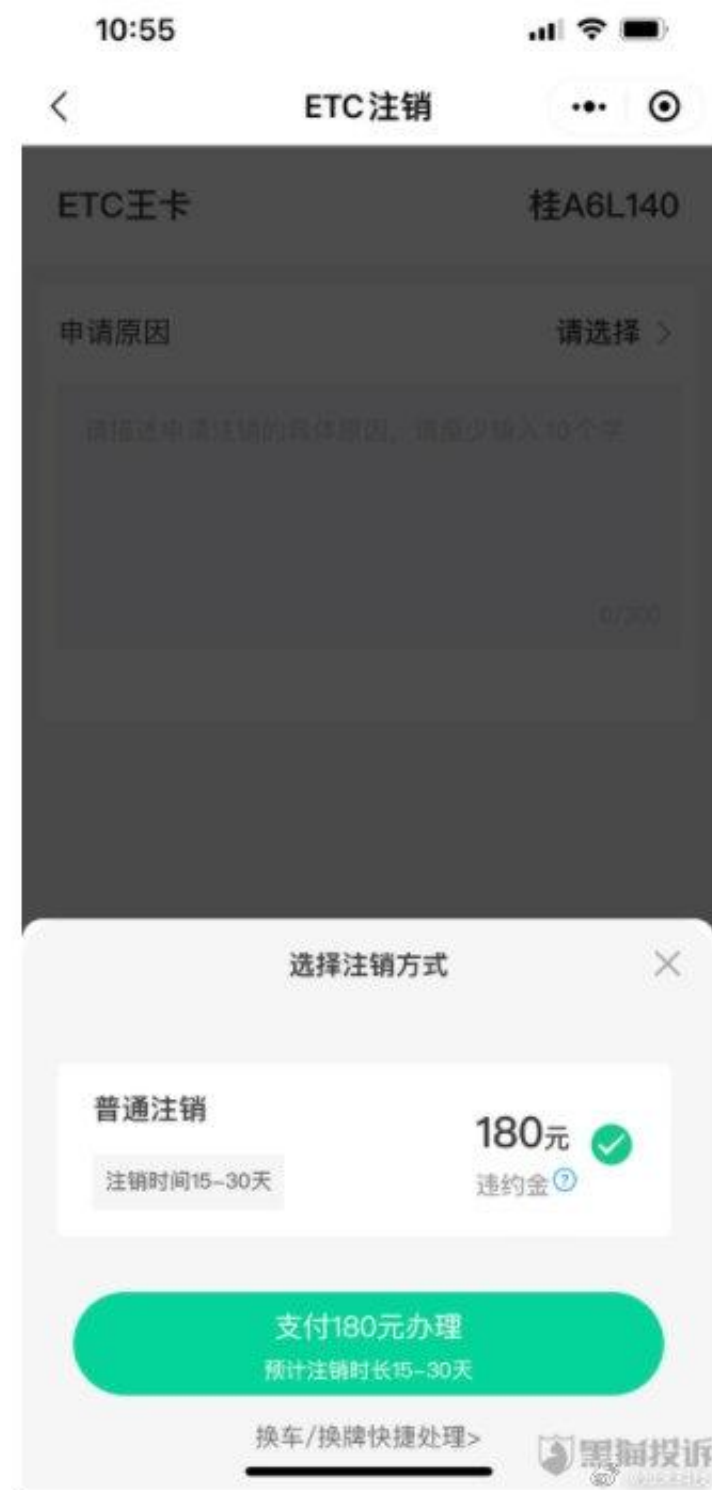 10:55
ETC注销
ETC王卡 桂A6L140
申请原因 请选择 >
请描述申请注销的具体原因，请至少输入10个字
0/300
选择注销方式
普通注销
180元
注销时间15-30天
违约金?
支付180元办理
预计注销时长15-30天
换车/换牌快捷处理>
黑猫投诉